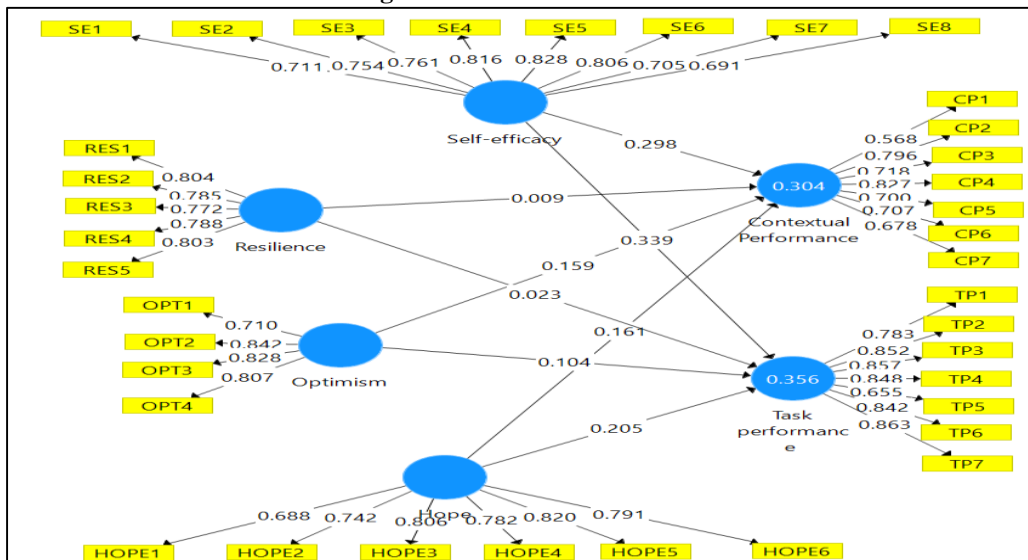 SE1
SE2
SE3
SE4
SE5
SE6
SE7
SE8
0.711
0.754
0.761
0.816
0.828
0.806
0.705
0.691
Self-efficacy
0.298
0.339
RES1
RES2
RES3
RES4
RES5
0.804
0.785
0.772
0.788
0.803
Resilience
0.009
0.023
OPT1
OPT2
OPT3
OPT4
0.710
0.842
0.828
0.807
Optimism
0.159
0.104
0.161
0.205
Hope
0.688
0.742
0.806
0.782
0.820
0.791
HOPE1
HOPE2
HOPE3
HOPE4
HOPE5
HOPE6
0.304
Contextual
Performance
0.568
0.796
0.718
0.827
0.700
0.707
0.678
CP1
CP2
CP3
CP4
CP5
CP6
CP7
0.356
Task
performanc
e
0.783
0.852
0.857
0.848
0.655
0.842
0.863
TP1
TP2
TP3
TP4
TP5
TP6
TP7